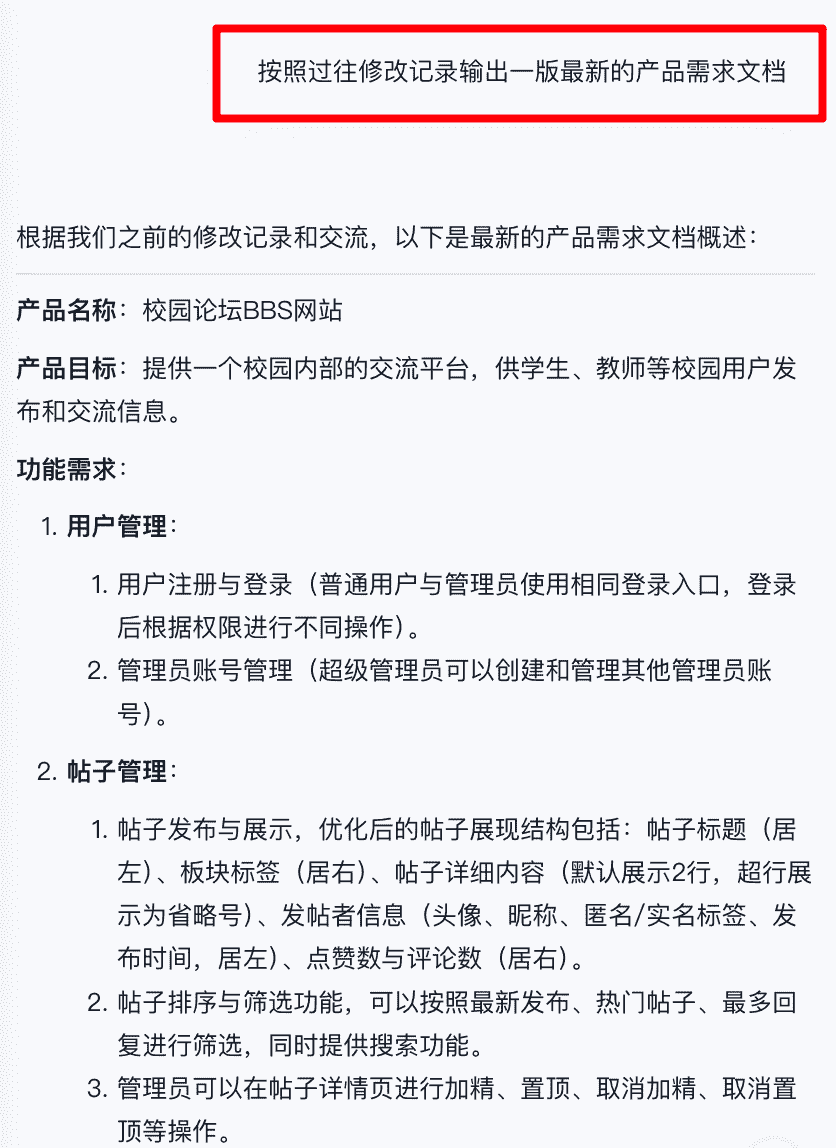 按照过往修改记录输出一版最新的产品需求文档
根据我们之前的修改记录和交流，以下是最新的产品需求文档概述：
产品名称：校园论坛BBS网站
产品目标：提供一个校园内部的交流平台，供学生、教师等校园用户发
布和交流信息。
功能需求：
1. 用户管理：
1. 用户注册与登录（普通用户与管理员使用相同登录入口，登录
后根据权限进行不同操作）。
2. 管理员账号管理（超级管理员可以创建和管理其他管理员账
号）。
2. 帖子管理：
1. 帖子发布与展示，优化后的帖子展现结构包括：帖子标题（居
左）、板块标签（居右）、帖子详细内容（默认展示2行，超行展
示为省略号）、发帖者信息（头像、昵称、匿名/实名标签、发
布时间，居左）、点赞数与评论数（居右）。
2. 帖子排序与筛选功能，可以按照最新发布、热门帖子、最多回
复进行筛选，同时提供搜索功能。
3. 管理员可以在帖子详情页进行加精、置顶、取消加精、取消置
顶等操作。